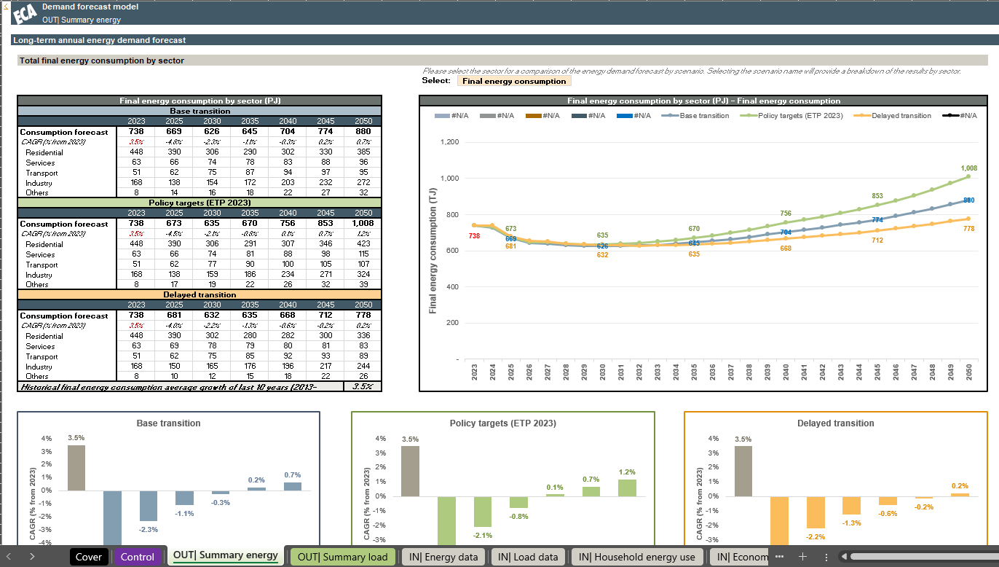 ECA
Demand forecast model
OUT| Summary energy
Long-term annual energy demand forecast
Total final energy consumption by sector
Please select the sector for a comparison of the energy demand forecast by scenario. Selecting the scenario name will provide a breakdown of the results by sector.
Select: Final energy consumption
Final energy consumption by sector (PJ)
Base transition
2023 2025 2030 2035 2040 2045 2050
Consumption forecast 738 669 626 645 704 774 880
CAGR (% from 2023) 3.5% -4.8% -2.3% -1.1% -0.3% 0.2% 0.7%
Residential 448 390 306 290 302 330 385
Services 63 66 74 78 83 88 96
Transport 51 62 75 87 94 97 95
Industry 168 138 154 172 203 232 272
Others 8 14 16 18 22 27 32
Policy targets (ETP 2023)
2023 2025 2030 2035 2040 2045 2050
Consumption forecast 738 673 635 670 756 853 1,008
CAGR (% from 2023) 3.5% -4.5% -2.1% -0.8% 0.1% 0.7% 1.2%
Residential 448 390 306 291 307 346 423
Services 63 66 74 81 88 98 115
Transport 51 62 77 90 100 105 107
Industry 168 138 159 186 234 271 324
Others 8 17 19 22 26 32 39
Delayed transition
2023 2025 2030 2035 2040 2045 2050
Consumption forecast 738 681 632 635 668 712 778
CAGR (% from 2023) 3.5% -4.0% -2.2% -1.3% -0.6% -0.2% 0.2%
Residential 448 390 302 280 282 300 336
Services 63 69 78 79 80 81 83
Transport 51 62 75 85 92 93 89
Industry 168 150 165 176 196 217 244
Others 8 10 12 15 18 22 26
Historical final energy consumption average growth of last 10 years (2013- 3.5%
Final energy consumption by sector (PJ) - Final energy consumption
#N/A #N/A #N/A #N/A #N/A Base transition Policy targets (ETP 2023) Delayed transition #N/A
Final energy consumption (TJ)
1,200
1,000
800
600
400
200
-
738
673
669
681
635
626
632
670
645
635
756
704
668
853
774
712
1,008
880
778
2023 2024 2025 2026 2027 2028 2029 2030 2031 2032 2033 2034 2035 2036 2037 2038 2039 2040 2041 2042 2043 2044 2045 2046 2047 2048 2049 2050
Base transition
CAGR (% from 2023)
4%
3%
2%
1%
0%
-1%
-2%
-3%
-4%
3.5%
-2.3%
-1.1%
-0.3%
0.2%
0.7%
Policy targets (ETP 2023)
CAGR (% from 2023)
4%
3%
2%
1%
0%
-1%
-2%
-3%
3.5%
-2.1%
-0.8%
0.1%
0.7%
1.2%
Delayed transition
CAGR (% from 2023)
4%
3%
2%
1%
0%
-1%
-2%
-3%
3.5%
-2.2%
-1.3%
-0.6%
-0.2%
0.2%
Cover Control OUT| Summary energy OUT| Summary load IN| Energy data IN| Load data IN| Household energy use IN| Econom